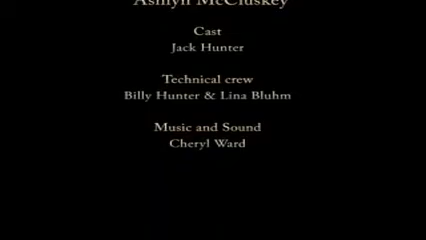 Ashlyn McCluskey
Cast
Jack Hunter
Technical crew
Billy Hunter & Lina Bluhm
Music and Sound
Cheryl Ward